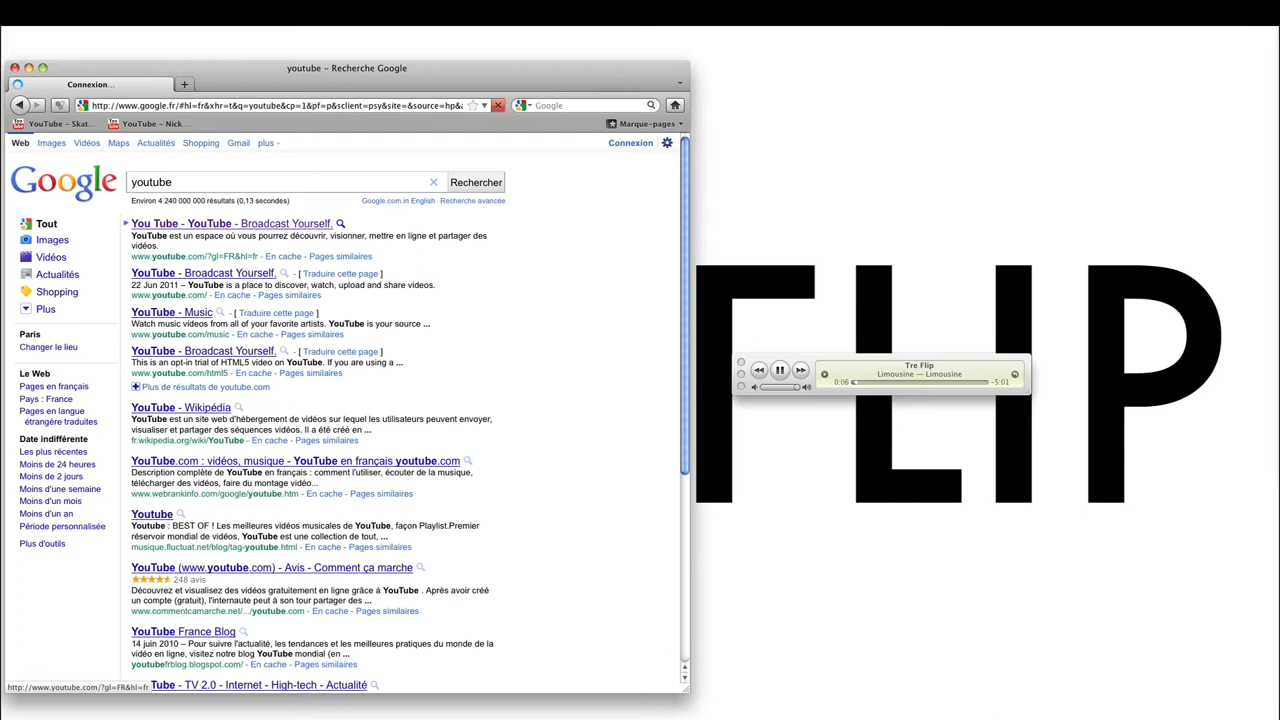 youtube - Recherche Google
Connexion...
http://www.google.fr/#hl=fr&xhr=t&q=youtube&cp=1&pf=p&sclient=psy&site=&source=hp&
Google
YouTube – Skat...
YouTube – Nick ...
Marque-pages
Web Images Vidéos Maps Actualités Shopping Gmail plus
Connexion
Google
youtube
Rechercher
Environ 4 240 000 000 résultats (0,13 secondes)
Google.com in English Recherche avancée
Tout
Images
Vidéos
Actualités
Shopping
Plus
Paris
Changer le lieu
Le Web
Pages en français
Pays : France
Pages en langue
étrangère traduites
Date indifférente
Les plus récentes
Moins de 24 heures
Moins de 2 jours
Moins d'une semaine
Moins d'un mois
Moins d'un an
Période personnalisée
Plus d'outils
You Tube - YouTube - Broadcast Yourself.
YouTube est un espace où vous pourrez découvrir, visionner, mettre en ligne et partager des
vidéos.
www.youtube.com/?gl=FR&hl=fr - En cache - Pages similaires
YouTube - Broadcast Yourself. - [ Traduire cette page ]
22 Jun 2011 – YouTube is a place to discover, watch, upload and share videos.
www.youtube.com/ - En cache - Pages similaires
YouTube - Music - [ Traduire cette page ]
Watch music videos from all of your favorite artists. YouTube is your source ...
www.youtube.com/music - En cache - Pages similaires
YouTube - Broadcast Yourself. - [ Traduire cette page ]
This is an opt-in trial of HTML5 video on YouTube. If you are using a ...
www.youtube.com/html5 - En cache - Pages similaires
Plus de résultats de youtube.com
YouTube - Wikipédia
YouTube est un site web d'hébergement de vidéos sur lequel les utilisateurs peuvent envoyer,
visualiser et partager des séquences vidéos. Il a été créé en ...
fr.wikipedia.org/wiki/YouTube - En cache - Pages similaires
YouTube.com : vidéos, musique - YouTube en français youtube.com
Description complète de YouTube en français : comment l'utiliser, écouter de la musique,
télécharger des vidéos, faire du montage vidéo...
www.webrankinfo.com/google/youtube.htm - En cache - Pages similaires
Youtube
Youtube : BEST OF ! Les meilleures vidéos musicales de YouTube, façon Playlist.Premier
réservoir mondial de vidéos, YouTube est une collection de tout, ...
musique.fluctuat.net/blog/tag-youtube.html - En cache - Pages similaires
YouTube (www.youtube.com) - Avis - Comment ça marche
248 avis
Découvrez et visualisez des vidéos gratuitement en ligne grâce à YouTube . Après avoir créé
un compte (gratuit), l'internaute peut à son tour partager des ...
www.commentcamarche.net/.../youtube.com - En cache - Pages similaires
YouTube France Blog
14 juin 2010 – Pour suivre l'actualité, les tendances et les meilleures pratiques du monde de la
vidéo en ligne, visitez notre blog YouTube mondial (en ...
youtubefrblog.blogspot.com/ - En cache - Pages similaires
Tube - TV 2.0 - Internet - High-tech - Actualité
http://www.youtube.com/?gl=FR&hl=fr
FLIP
Tre Flip
Limousine — Limousine
0:06
-5:01